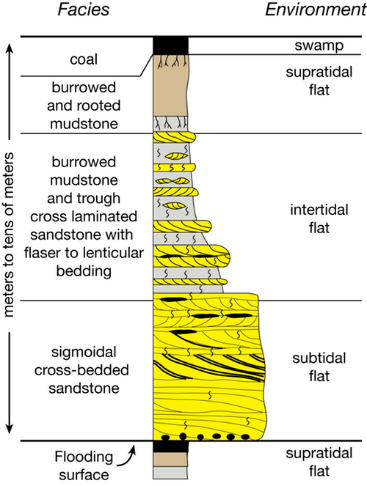 Facies
Environment
swamp
coal
supratidal
flat
burrowed
and rooted
mudstone
burrowed
mudstone
and trough
cross laminated
sandstone with
flaser to lenticular
bedding
intertidal
flat
sigmoidal
cross-bedded
sandstone
subtidal
flat
Flooding
surface
supratidal
flat
meters to tens of meters